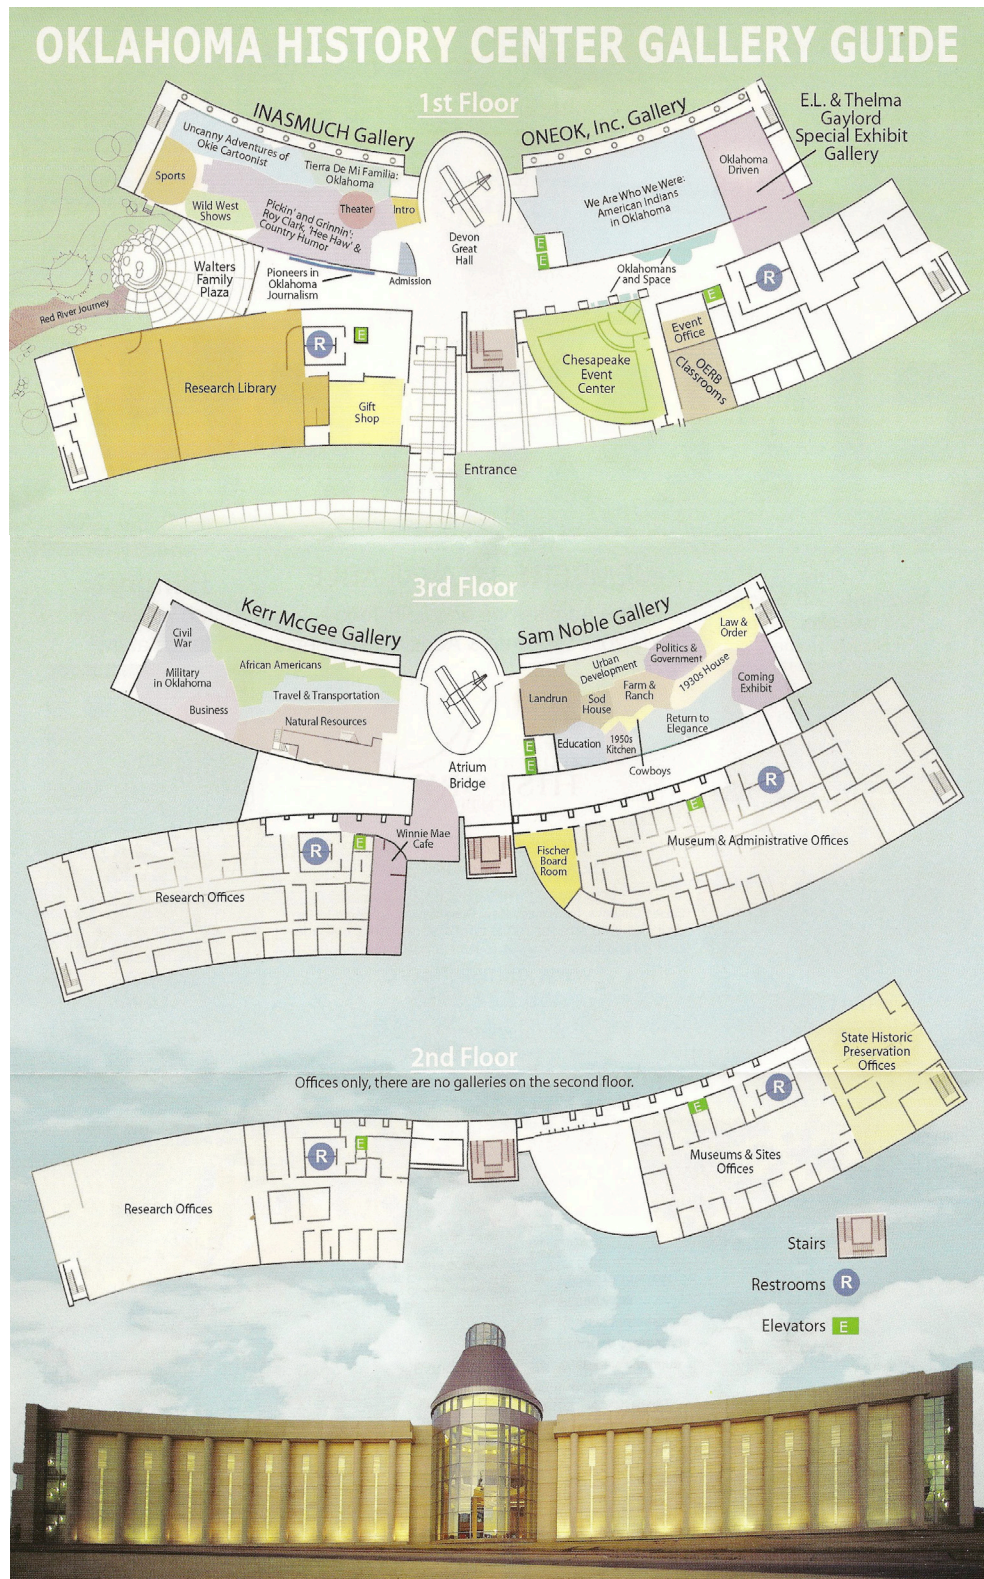 OKLAHOMA HISTORY CENTER GALLERY GUIDE
1st Floor
INASMUCH Gallery
ONEOK, Inc. Gallery
E.L. & Thelma
Gaylord
Special Exhibit
Gallery
Uncanny Adventures of
Okie Cartoonist
Tierra De Mi Familia:
Oklahoma
Sports
Wild West
Shows
Pickin' and Grinnin':
Roy Clark, 'Hee Haw' &
Country Humor
Theater
Intro
Oklahoma
Driven
We Are Who We Were:
American Indians
in Oklahoma
Devon
Great
Hall
E
E
Walters
Family
Plaza
Pioneers in
Oklahoma
Journalism
Admission
Oklahomans
and Space
R
E
Red River Journey
R
E
Event
Office
OERB
Classrooms
Chesapeake
Event
Center
Research Library
Gift
Shop
Entrance
3rd Floor
Kerr McGee Gallery
Sam Noble Gallery
Civil
War
African Americans
Military
in Oklahoma
Travel & Transportation
Business
Natural Resources
Law &
Order
Politics &
Government
Urban
Development
1930s House
Coming
Exhibit
Landrun
Sod
House
Farm &
Ranch
Return to
Elegance
Education
1950s
Kitchen
Cowboys
E
E
Atrium
Bridge
R
E
Winnie Mae
Cafe
R
E
Fischer
Board
Room
Museum & Administrative Offices
Research Offices
2nd Floor
Offices only, there are no galleries on the second floor.
State Historic
Preservation
Offices
R
E
R
E
Museums & Sites
Offices
Research Offices
Stairs
Restrooms R
Elevators E